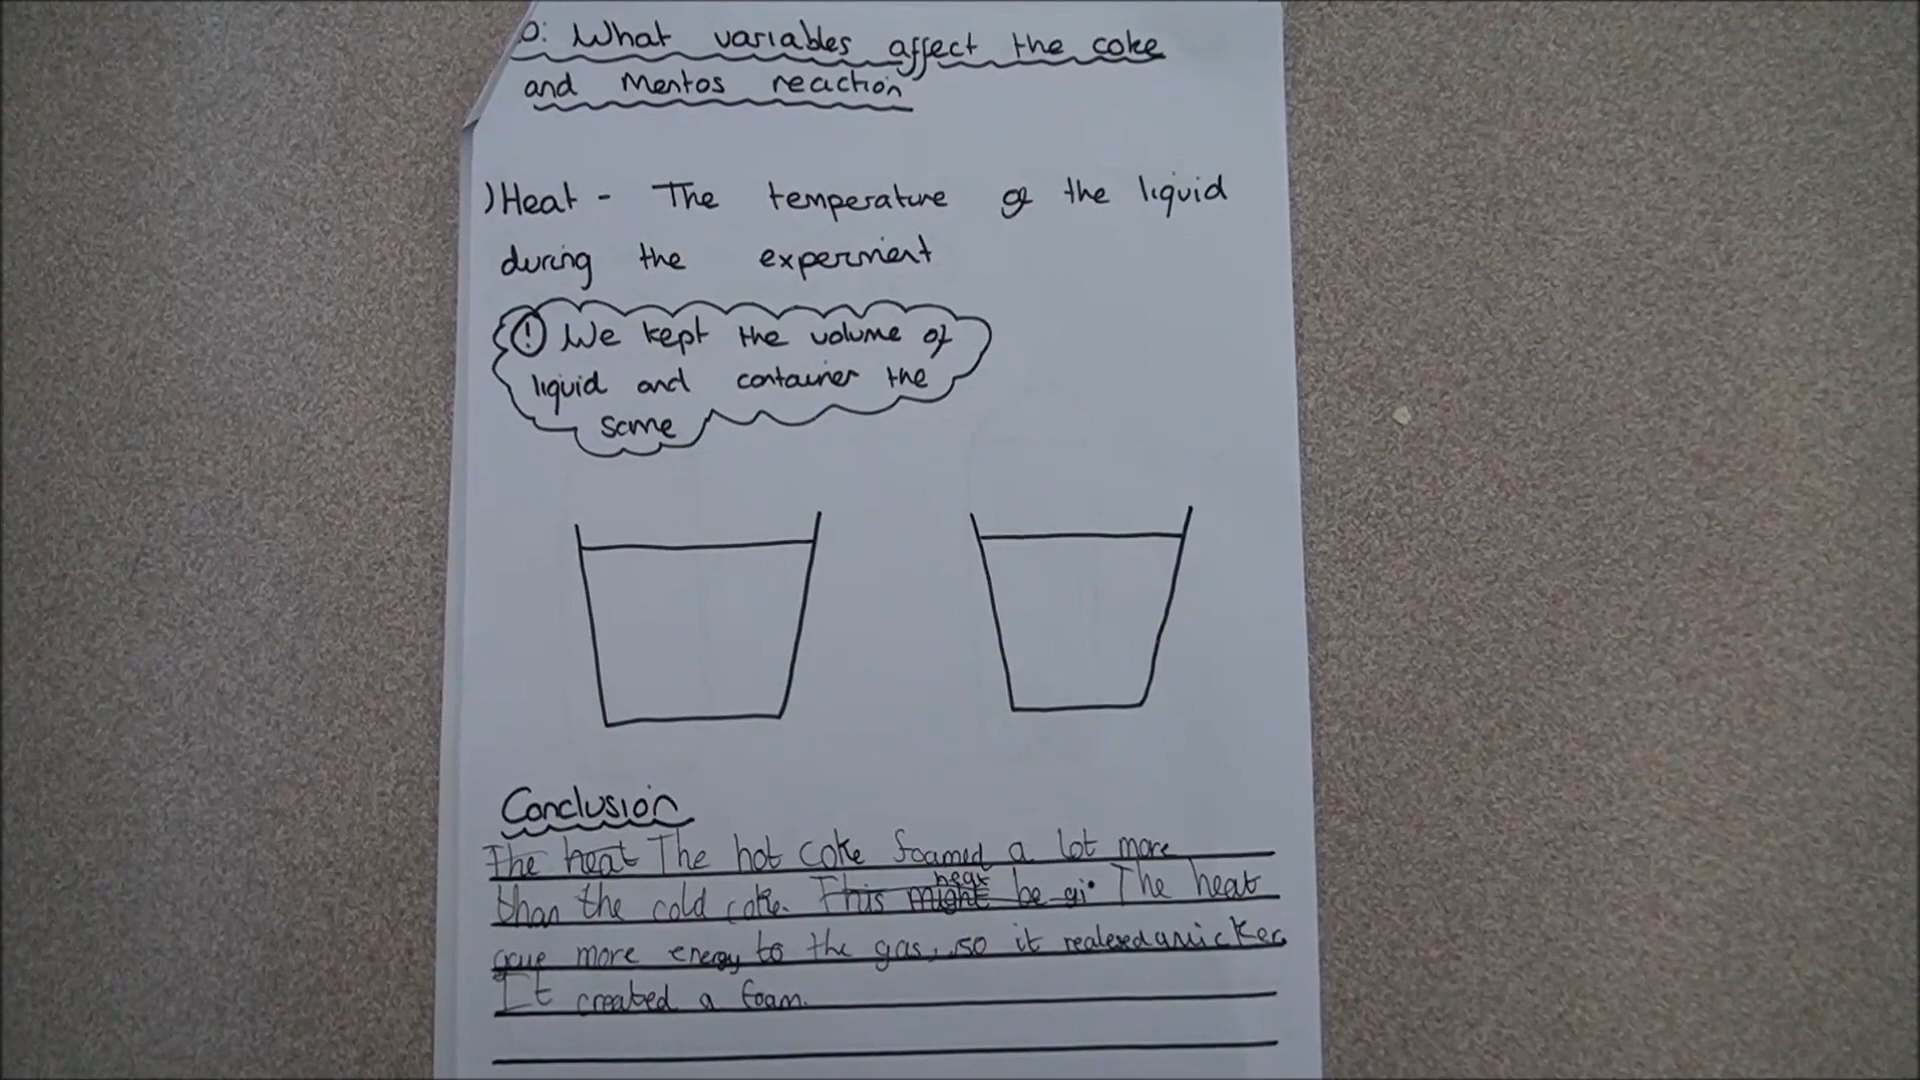 O: What variables affect the coke
and Mentos reaction
) Heat - The temperature of the liquid
during the experment
! We kept the volume of
liquid and container the
same
Conclusion
The heat The hot coke foamed a lot more
heat
than the cold coke. This might be gi. The heat
gave more energy to the gas, so it realesed quicker
It created a foam.